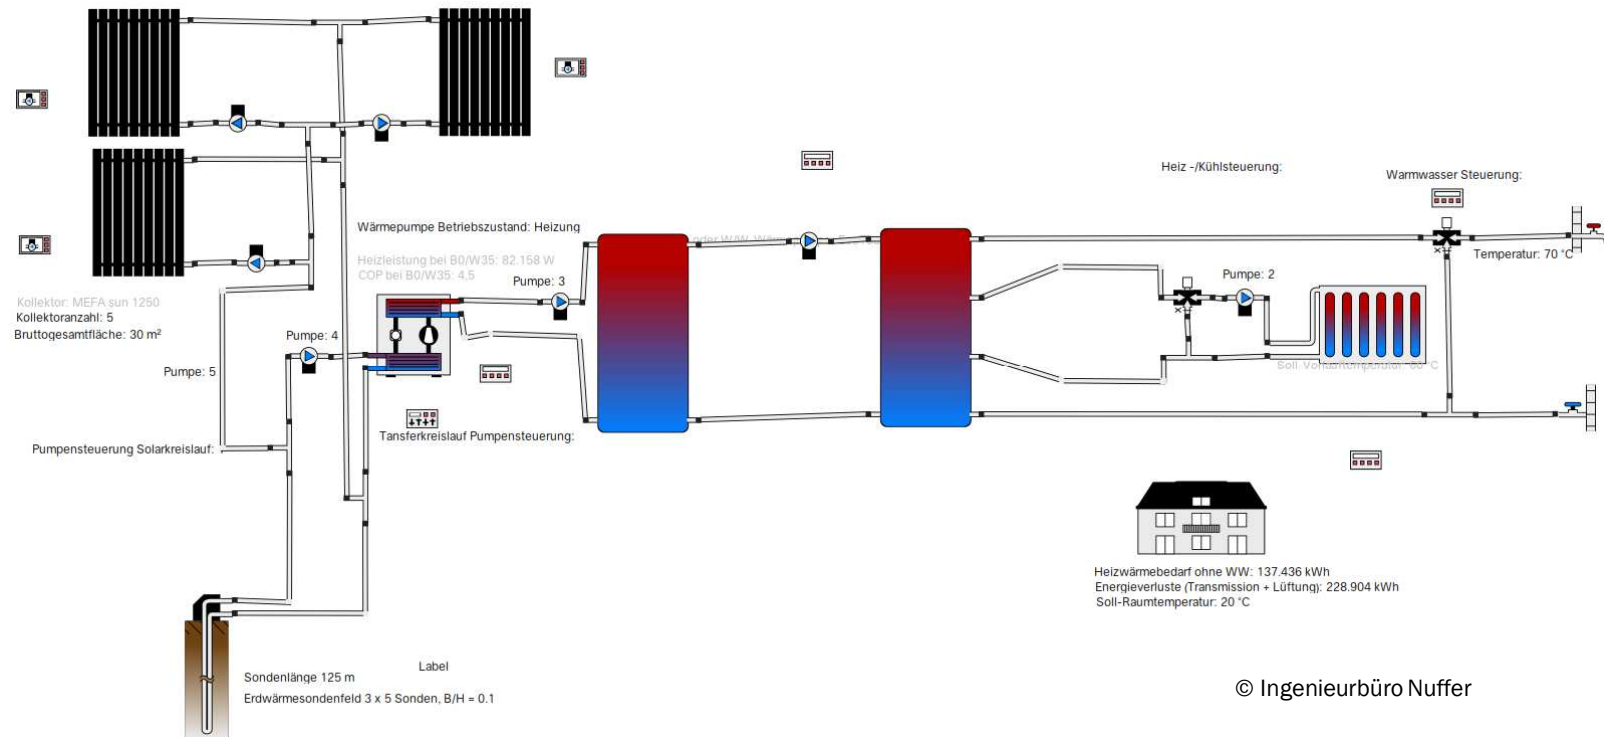 Heiz -/Kühlsteuerung:
Warmwasser Steuerung:
Wärmepumpe Betriebszustand: Heizung
Temperatur: 70 °C
Heizleistung bei B0/W35: 82.158 W
COP bei B0/W35: 4,5
Pumpe: 3
Pumpe: 2
Kollektor: MEFA sun 1250
Kollektoranzahl: 5
Bruttogesamtfläche: 30 m²
Pumpe: 4
Pumpe: 5
Soll Vorlauftemperatur: 60 °C
Tansferkreislauf Pumpensteuerung:
Pumpensteuerung Solarkreislauf:
Heizwärmebedarf ohne WW: 137.436 kWh
Energieverluste (Transmission + Lüftung): 228.904 kWh
Soll-Raumtemperatur: 20 °C
Label
Sondenlänge 125 m
Erdwärmesondenfeld 3 x 5 Sonden, B/H = 0.1
© Ingenieurbüro Nuffer